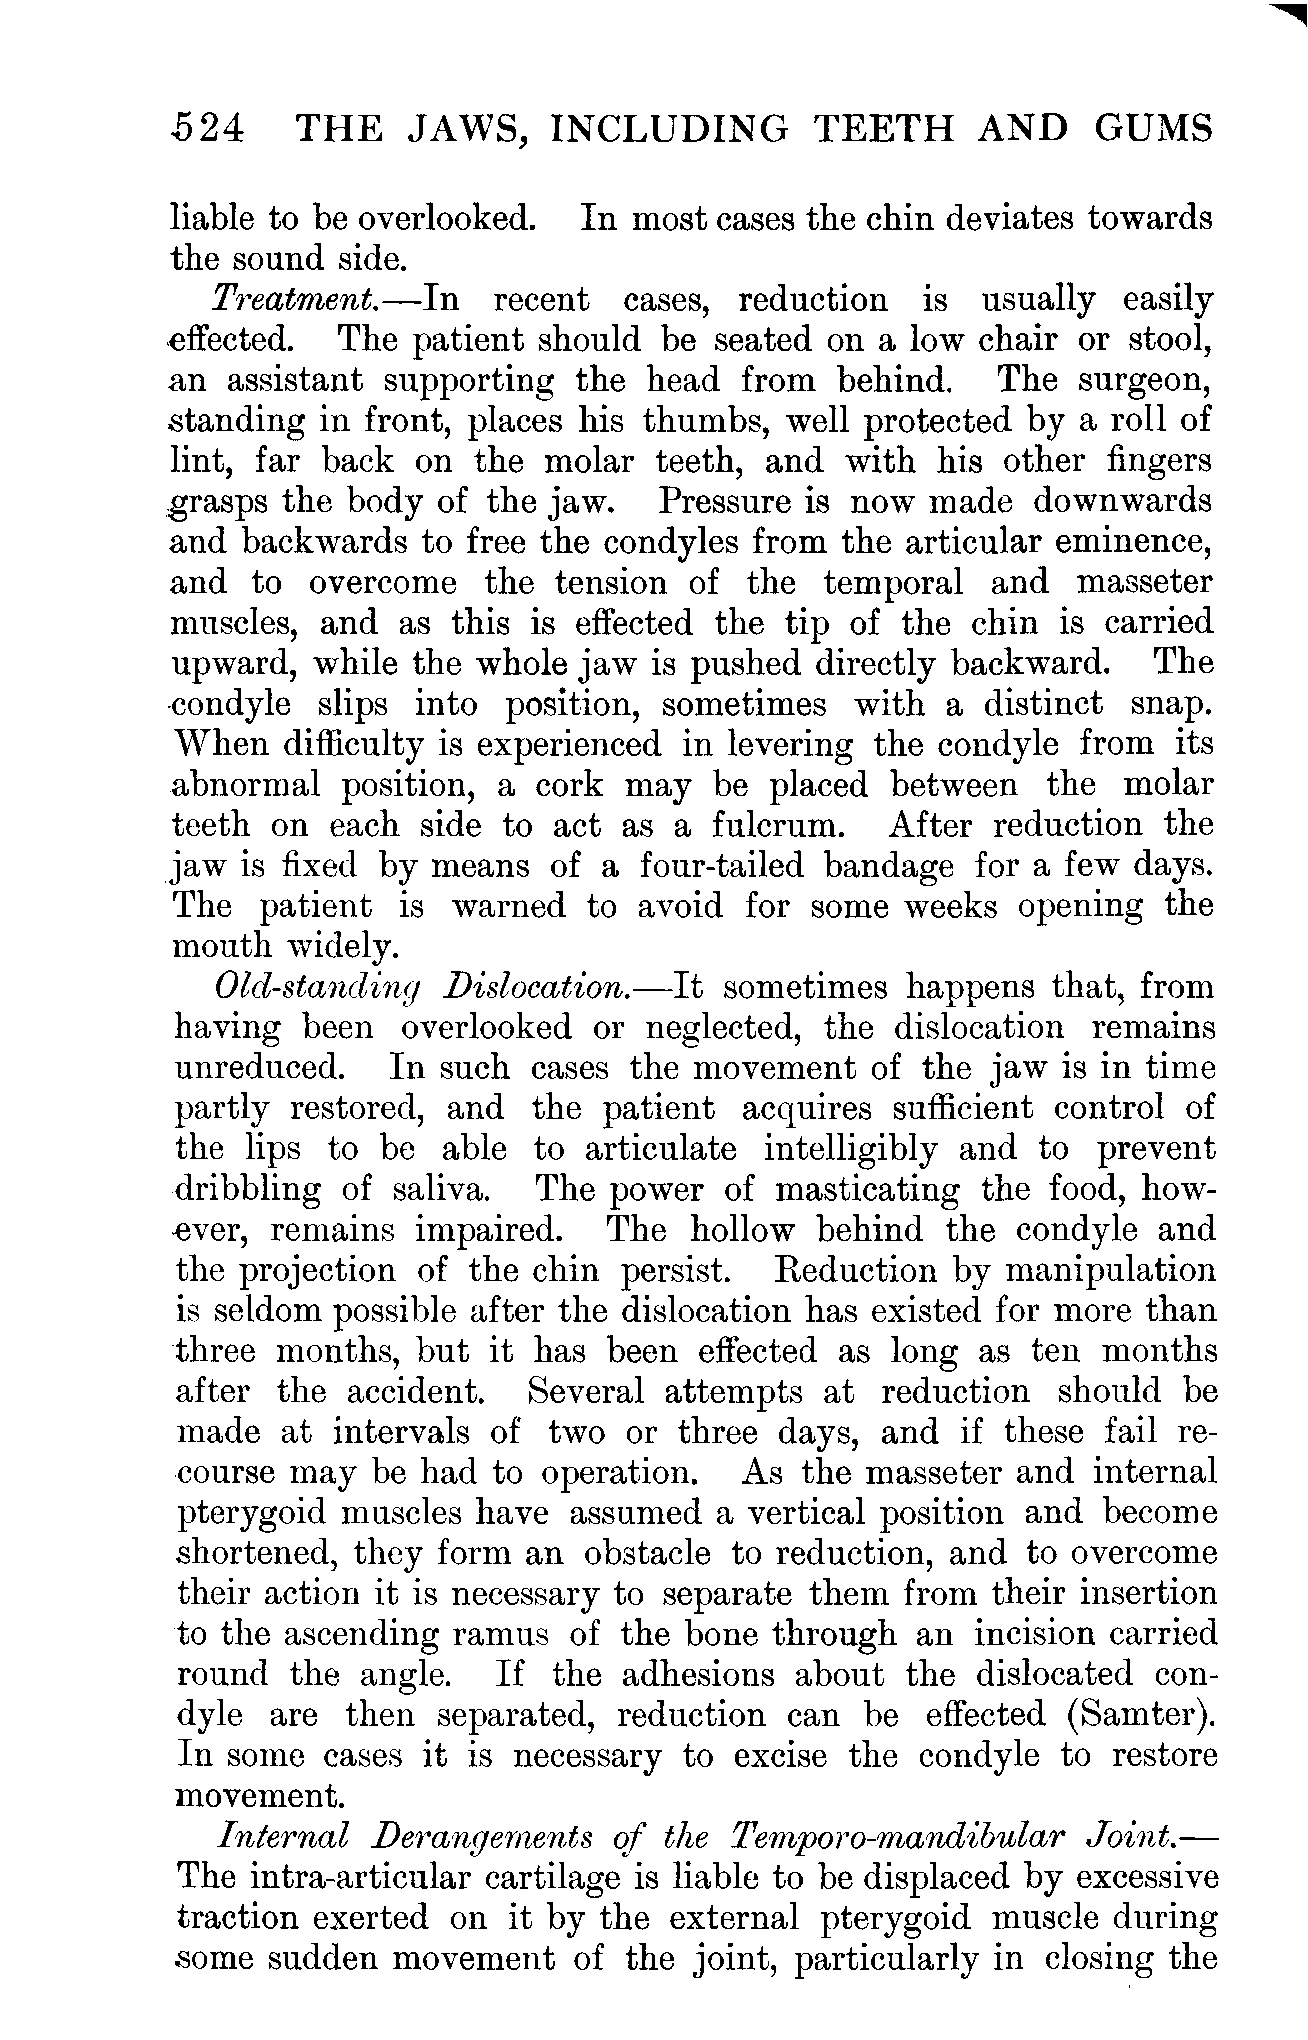 524 THE JAWS, INCLUDING TEETH AND GUMS
liable to be overlooked. In most cases the chin deviates towards
the sound side.
Treatment.—In recent cases, reduction is usually easily
effected. The patient should be seated on a low chair or stool,
an assistant supporting the head from behind. The surgeon,
standing in front, places his thumbs, well protected by a roll of
lint, far back on the molar teeth, and with his other fingers
grasps the body of the jaw. Pressure is now made downwards
and backwards to free the condyles from the articular eminence,
and to overcome the tension of the temporal and masseter
muscles, and as this is effected the tip of the chin is carried
upward, while the whole jaw is pushed directly backward. The
condyle slips into position, sometimes with a distinct snap.
When difficulty is experienced in levering the condyle from its
abnormal position, a cork may be placed between the molar
teeth on each side to act as a fulcrum. After reduction the
jaw is fixed by means of a four-tailed bandage for a few days.
The patient is warned to avoid for some weeks opening the
mouth widely.
Old-standing Dislocation.—It sometimes happens that, from
having been overlooked or neglected, the dislocation remains
unreduced. In such cases the movement of the jaw is in time
partly restored, and the patient acquires sufficient control of
the lips to be able to articulate intelligibly and to prevent
dribbling of saliva. The power of masticating the food, how-
ever, remains impaired. The hollow behind the condyle and
the projection of the chin persist. Reduction by manipulation
is seldom possible after the dislocation has existed for more than
three months, but it has been effected as long as ten months
after the accident. Several attempts at reduction should be
made at intervals of two or three days, and if these fail re-
course may be had to operation. As the masseter and internal
pterygoid muscles have assumed a vertical position and become
shortened, they form an obstacle to reduction, and to overcome
their action it is necessary to separate them from their insertion
to the ascending ramus of the bone through an incision carried
round the angle. If the adhesions about the dislocated con-
dyle are then separated, reduction can be effected (Samter).
In some cases it is necessary to excise the condyle to restore
movement.
Internal Derangements of the Temporo-mandibular Joint.—
The intra-articular cartilage is liable to be displaced by excessive
traction exerted on it by the external pterygoid muscle during
some sudden movement of the joint, particularly in closing the